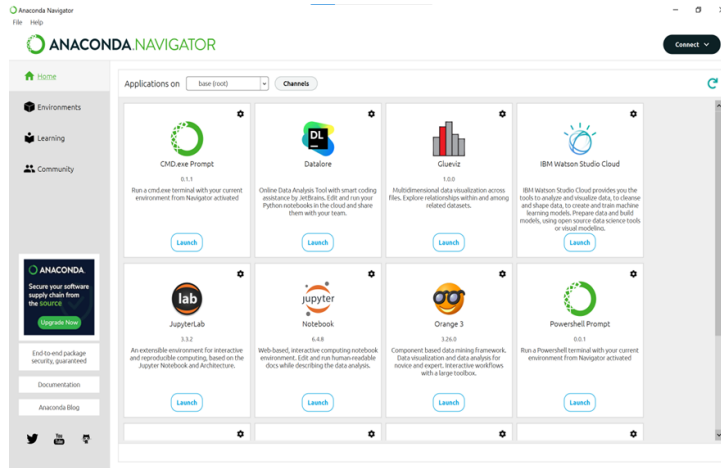 Anaconda Navigator
File Help
ANACONDA.NAVIGATOR
Connect
Home
Environments
Learning
Community
Applications on base (root) Channels
CMD.exe Prompt
0.1.1
Run a cmd.exe terminal with your current
environment from Navigator activated
Launch
DL
Datalore
Online Data Analysis Tool with smart coding
assistance by JetBrains. Edit and run your
Python notebooks in the cloud and share
them with your team.
Launch
Glueviz
1.0.0
Multidimensional data visualization across
files. Explore relationships within and among
related datasets.
Launch
IBM Watson Studio Cloud
IBM Watson Studio Cloud provides you the
tools to analyze and visualize data, to cleanse
and shape data, to create and train machine
learning models. Prepare data and build
models, using open source data science tools
or visual modeling.
Launch
lab
JupyterLab
3.3.2
An extensible environment for interactive
and reproducible computing, based on the
Jupyter Notebook and Architecture.
Launch
jupyter
Notebook
6.4.8
Web-based, interactive computing notebook
environment. Edit and run human-readable
docs while describing the data analysis.
Launch
Orange 3
3.26.0
Component based data mining framework.
Data visualization and data analysis for
novice and expert. Interactive workflows
with a large toolbox.
Launch
Powershell Prompt
0.0.1
Run a Powershell terminal with your current
environment from Navigator activated
Launch
ANACONDA.
Secure your software
supply chain from
the source
Upgrade Now
End-to-end package
security, guaranteed
Documentation
Anaconda Blog
You
Tube